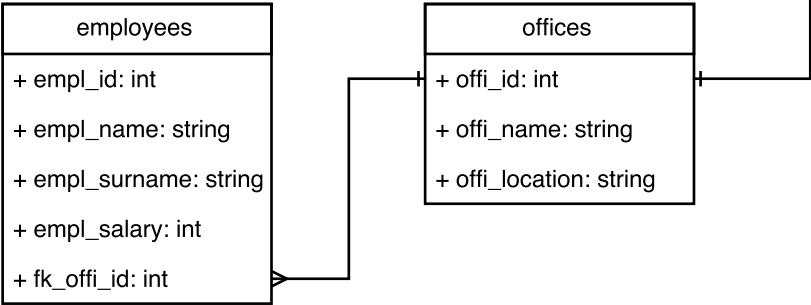 employees
+ empl_id: int
+ empl_name: string
+ empl_surname: string
+ empl_salary: int
+ fk_offi_id: int
offices
+ offi_id: int
+ offi_name: string
+ offi_location: string